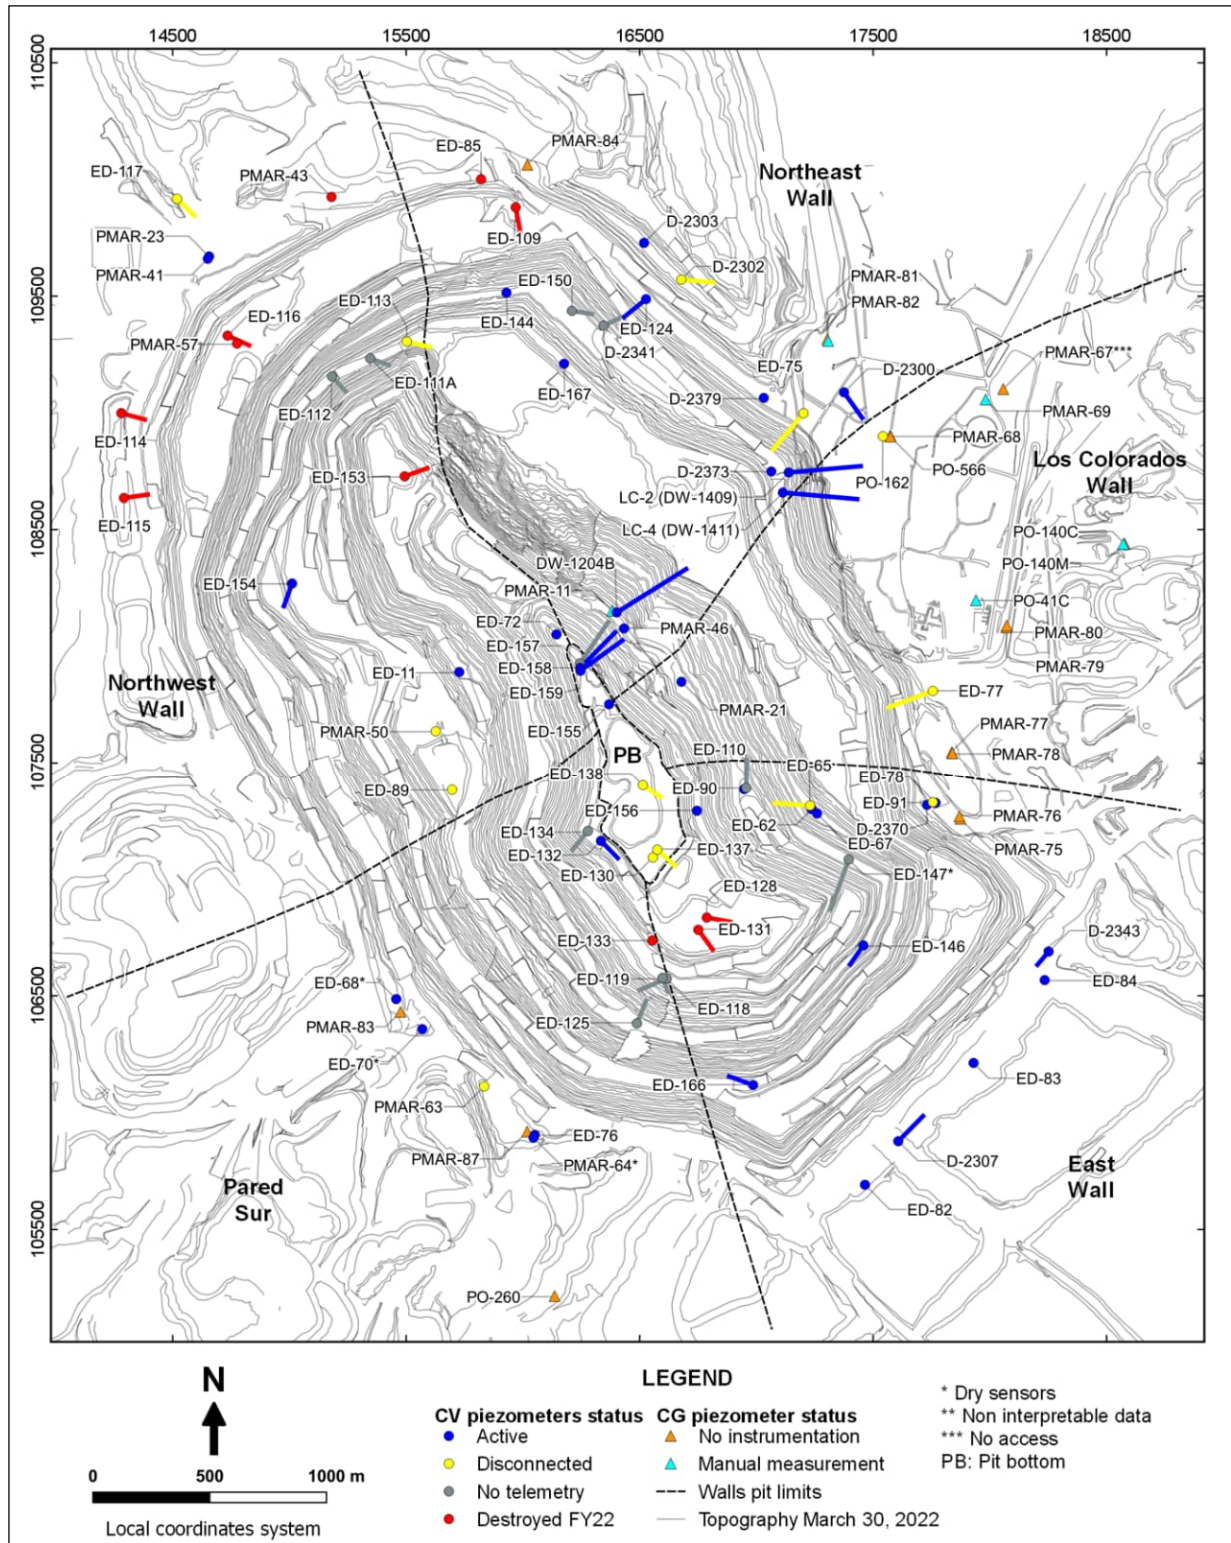 14500
15500
16500
17500
18500
110500
109500
108500
107500
106500
105500
ED-117
PMAR-43
ED-85
PMAR-84
Northeast
Wall
PMAR-23
PMAR-41
ED-109
D-2303
D-2302
ED-150
PMAR-81
PMAR-82
ED-113
ED-116
PMAR-57
ED-144
ED-124
D-2341
ED-75
D-2300
PMAR-67***
ED-111A
ED-167
D-2379
PMAR-69
ED-112
ED-114
PMAR-68
PO-566
ED-153
D-2373
PO-162
Los Colorados
Wall
ED-115
LC-2 (DW-1409)
LC-4 (DW-1411)
PO-140C
PO-140M
DW-1204B
ED-154
PMAR-11
PO-41C
ED-72
PMAR-46
PMAR-80
ED-157
ED-158
PMAR-79
ED-11
ED-159
ED-77
Northwest
Wall
PMAR-21
PMAR-50
ED-155
PMAR-77
ED-110
PMAR-78
PB
ED-138
ED-65
ED-78
ED-89
ED-90
ED-91
ED-156
PMAR-76
ED-134
ED-62
D-2370
ED-67
PMAR-75
ED-132
ED-137
ED-130
ED-147*
ED-128
ED-131
D-2343
ED-133
ED-146
ED-68*
ED-119
ED-84
PMAR-83
ED-118
ED-125
ED-70*
ED-83
ED-166
PMAR-63
ED-76
PMAR-87
PMAR-64*
D-2307
East
Wall
Pared
Sur
ED-82
PO-260
N
0
500
1000 m
Local coordinates system
LEGEND
CV piezometers status
Active
Disconnected
No telemetry
Destroyed FY22
CG piezometer status
No instrumentation
Manual measurement
Walls pit limits
Topography March 30, 2022
* Dry sensors
** Non interpretable data
*** No access
PB: Pit bottom